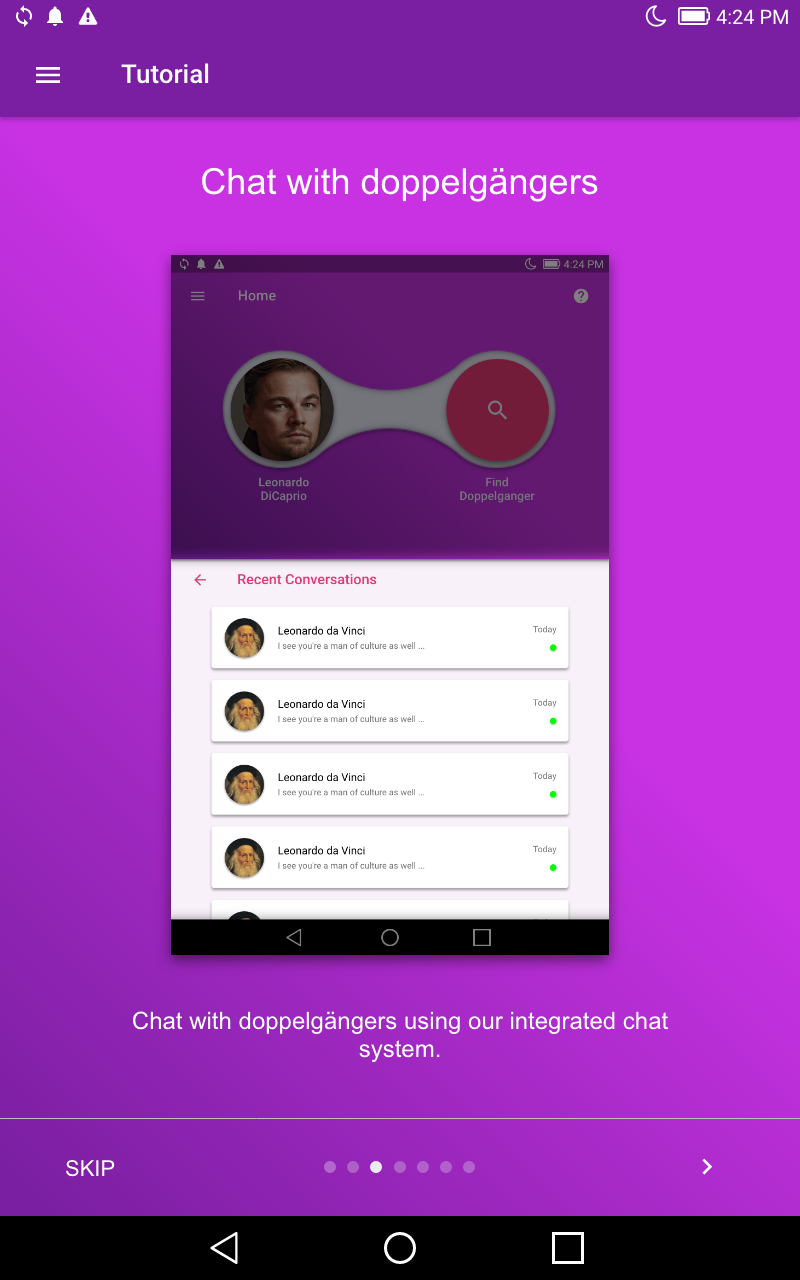 4:24 PM
Tutorial
Chat with doppelgängers
4:24 PM
Home
Leonardo
DiCaprio
Find
Doppelganger
Recent Conversations
Leonardo da Vinci
Today
I see you're a man of culture as well ...
Leonardo da Vinci
Today
I see you're a man of culture as well ...
Leonardo da Vinci
Today
I see you're a man of culture as well ...
Leonardo da Vinci
Today
I see you're a man of culture as well ...
Chat with doppelgängers using our integrated chat
system.
SKIP